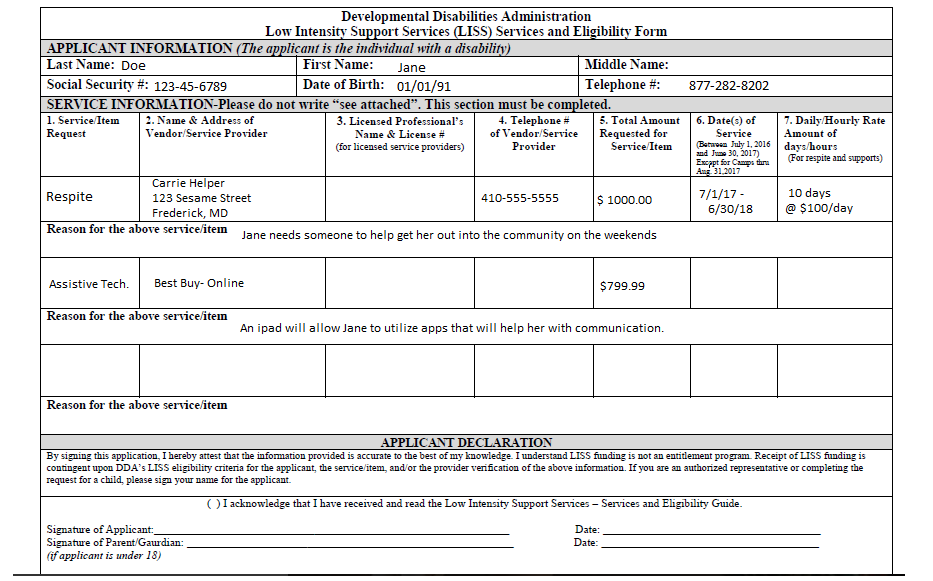 Developmental Disabilities Administration
Low Intensity Support Services (LISS) Services and Eligibility Form
APPLICANT INFORMATION (The applicant is the individual with a disability)
Last Name: Doe First Name: Jane Middle Name:
Social Security #: 123-45-6789 Date of Birth: 01/01/91 Telephone #: 877-282-8202
SERVICE INFORMATION-Please do not write “see attached”. This section must be completed.
1. Service/Item
Request
2. Name & Address of
Vendor/Service Provider
3. Licensed Professional’s
Name & License #
(for licensed service providers)
4. Telephone #
of Vendor/Service
Provider
5. Total Amount
Requested for
Service/Item
6. Date(s) of
Service
(Between July 1, 2016
and June 30, 2017)
Except for Camps thru
Aug. 31,2017
7. Daily/Hourly Rate
Amount of
days/hours
(For respite and supports)
Respite
Carrie Helper
123 Sesame Street
Frederick, MD
410-555-5555
$ 1000.00
7/1/17 -
6/30/18
10 days
@ $100/day
Reason for the above service/item Jane needs someone to help get her out into the community on the weekends
Assistive Tech. Best Buy- Online $799.99
Reason for the above service/item
An ipad will allow Jane to utilize apps that will help her with communication.
Reason for the above service/item
APPLICANT DECLARATION
By signing this application, I hereby attest that the information provided is accurate to the best of my knowledge. I understand LISS funding is not an entitlement program. Receipt of LISS funding is
contingent upon DDA’s LISS eligibility criteria for the applicant, the service/item, and/or the provider verification of the above information. If you are an authorized representative or completing the
request for a child, please sign your name for the applicant.
( ) I acknowledge that I have received and read the Low Intensity Support Services – Services and Eligibility Guide.
Signature of Applicant: Date:
Signature of Parent/Gaurdian: Date:
(if applicant is under 18)